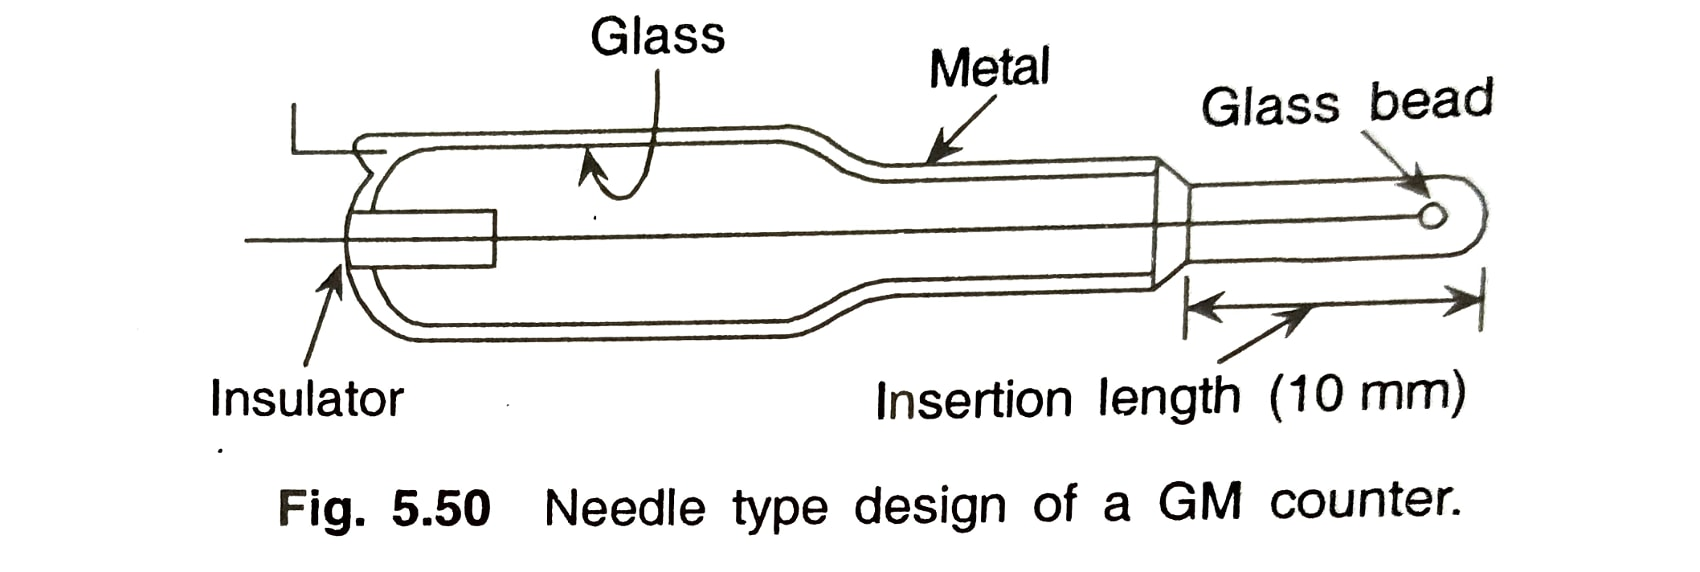 Glass
Metal
Glass bead
Insulator
Insertion length (10 mm)
Fig. 5.50 Needle type design of a GM counter.